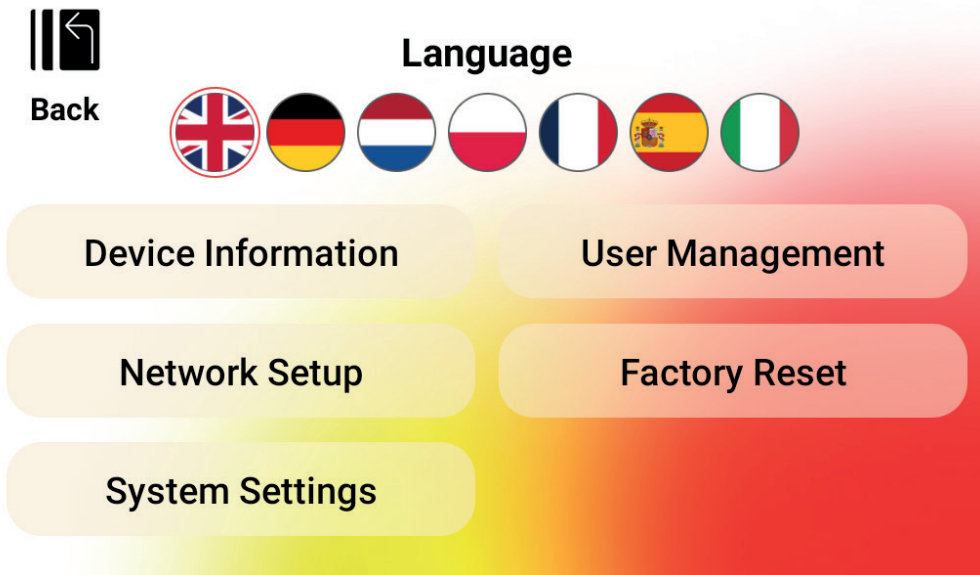 Language
Back
Device Information
User Management
Network Setup
Factory Reset
System Settings